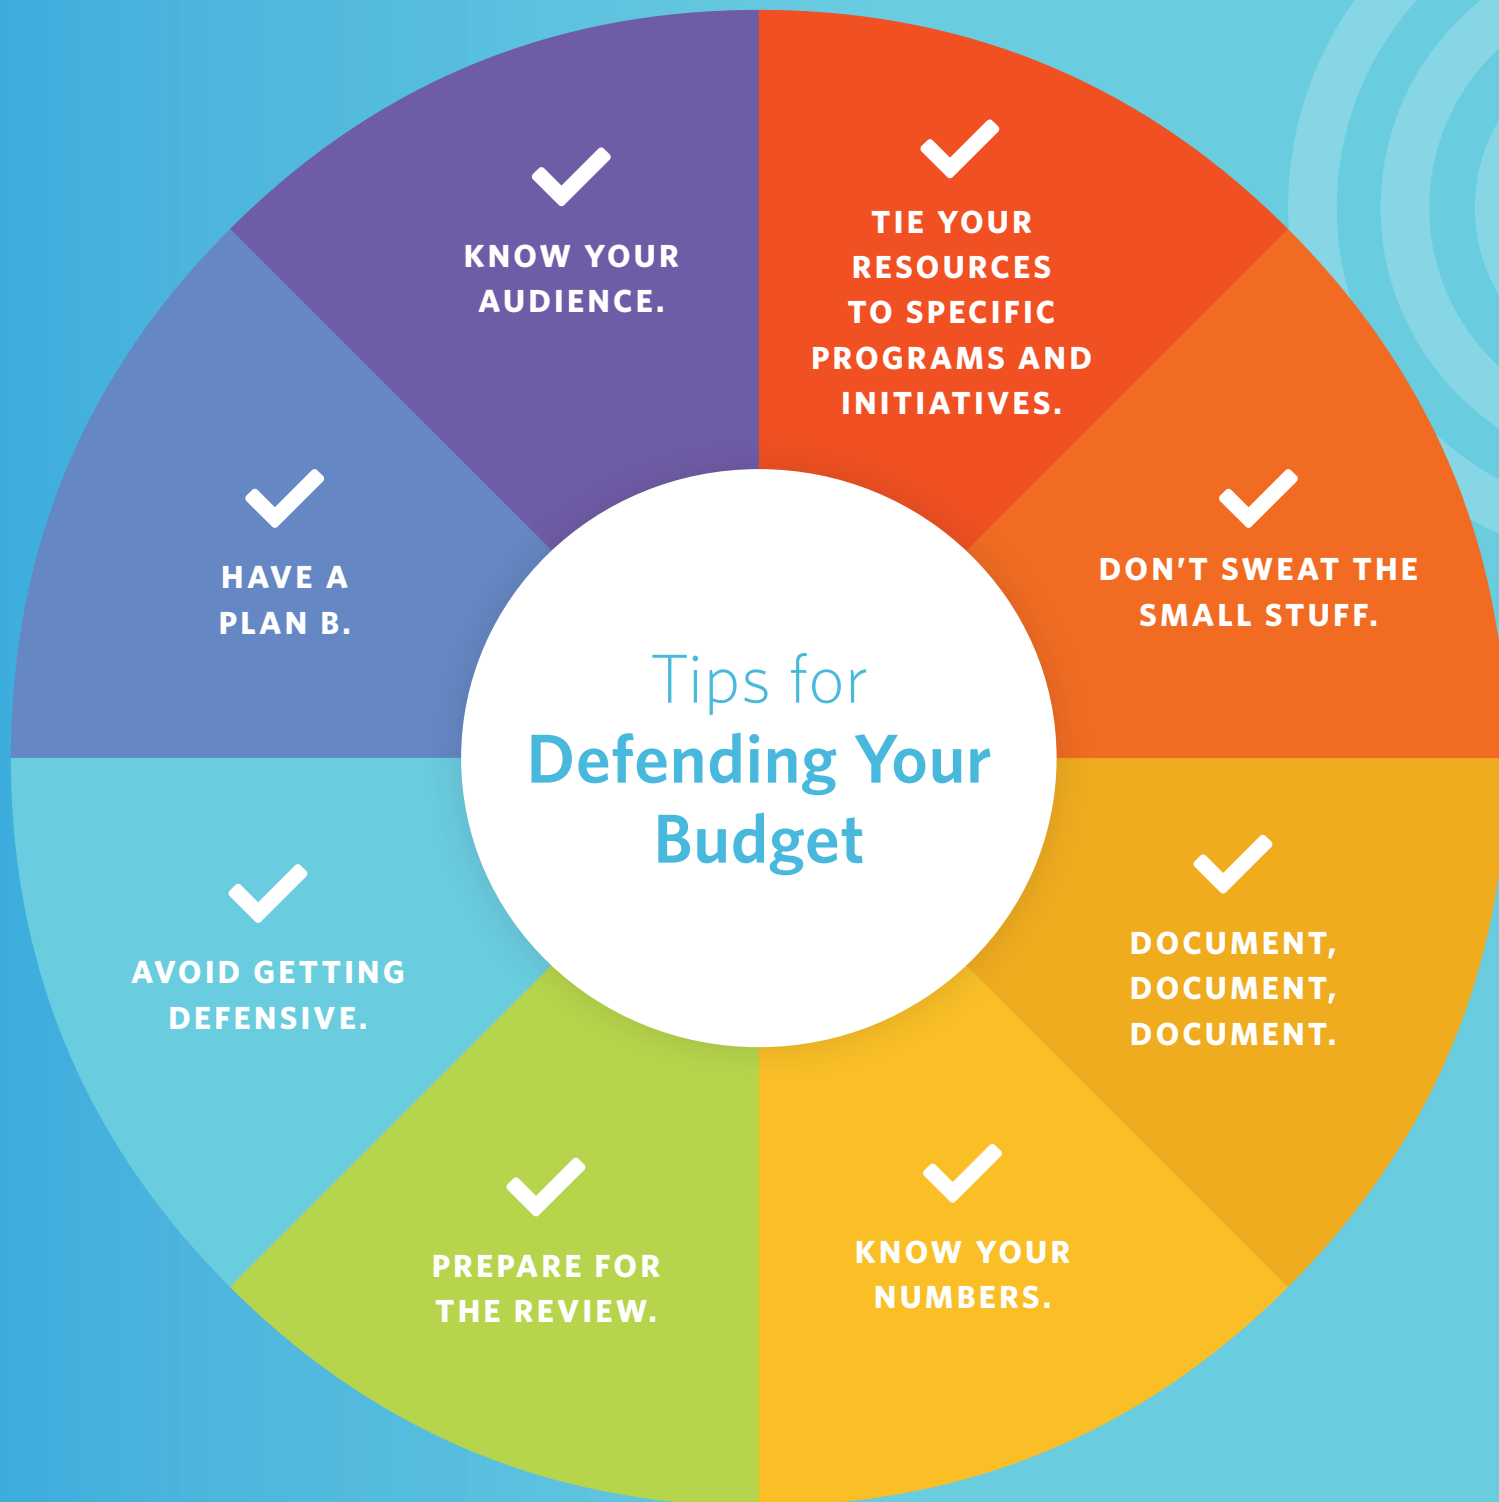 Tips for
Defending Your
Budget
TIE YOUR
RESOURCES
TO SPECIFIC
PROGRAMS AND
INITIATIVES.
DON'T SWEAT THE
SMALL STUFF.
DOCUMENT,
DOCUMENT,
DOCUMENT.
KNOW YOUR
NUMBERS.
PREPARE FOR
THE REVIEW.
AVOID GETTING
DEFENSIVE.
HAVE A
PLAN B.
KNOW YOUR
AUDIENCE.